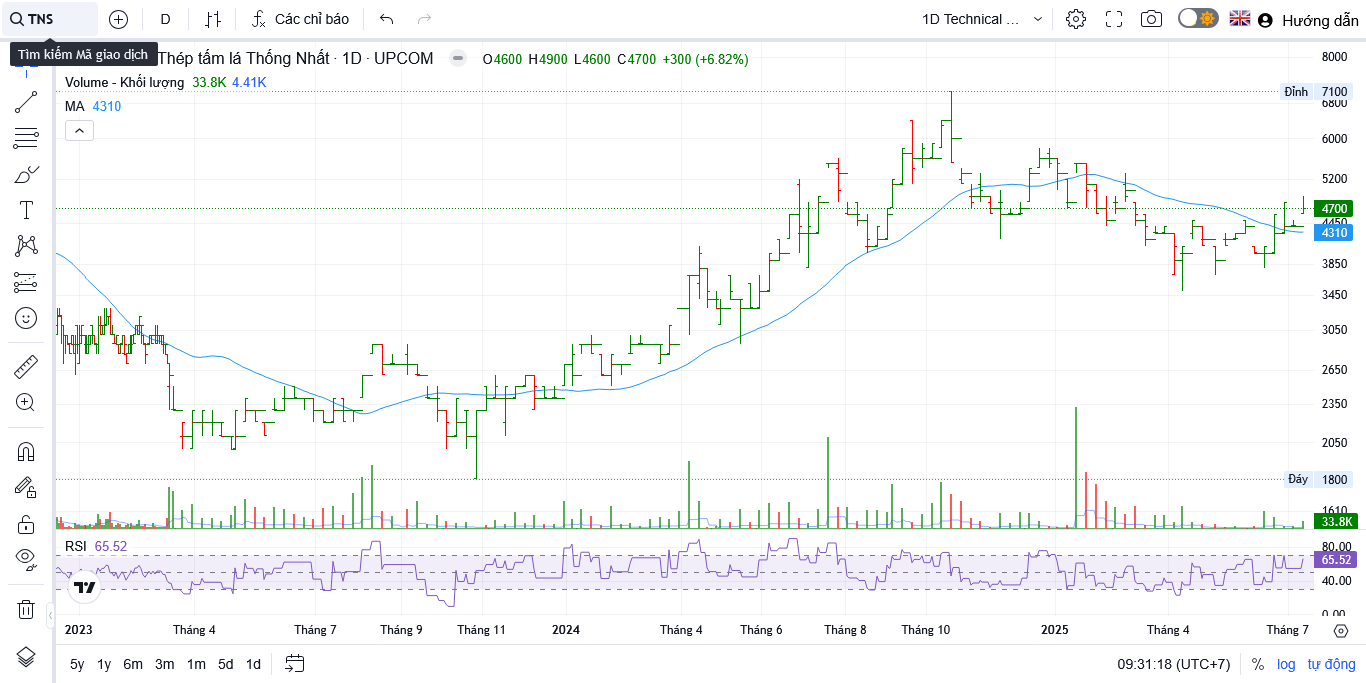 TNS D Các chỉ báo 1D Technical ... Hướng dẫn
Tìm kiếm Mã giao dịch
Thép tấm lá Thống Nhất · 1D · UPCOM O4600 H4900 L4600 C4700 +300 (+6.82%)
Volume - Khối lượng 33.8K 4.41K
MA 4310
8000
Đỉnh 7100
6800
6000
5200
4700
4450
4310
3850
3450
3050
2650
2350
2050
Đáy 1800
1610
33.8K
RSI 65.52
80.00
65.52
40.00
0.00
2023 Tháng 4 Tháng 7 Tháng 9 Tháng 11 2024 Tháng 4 Tháng 6 Tháng 8 Tháng 10 2025 Tháng 4 Tháng 7
5y 1y 6m 3m 1m 5d 1d 09:31:18 (UTC+7) % log tự động